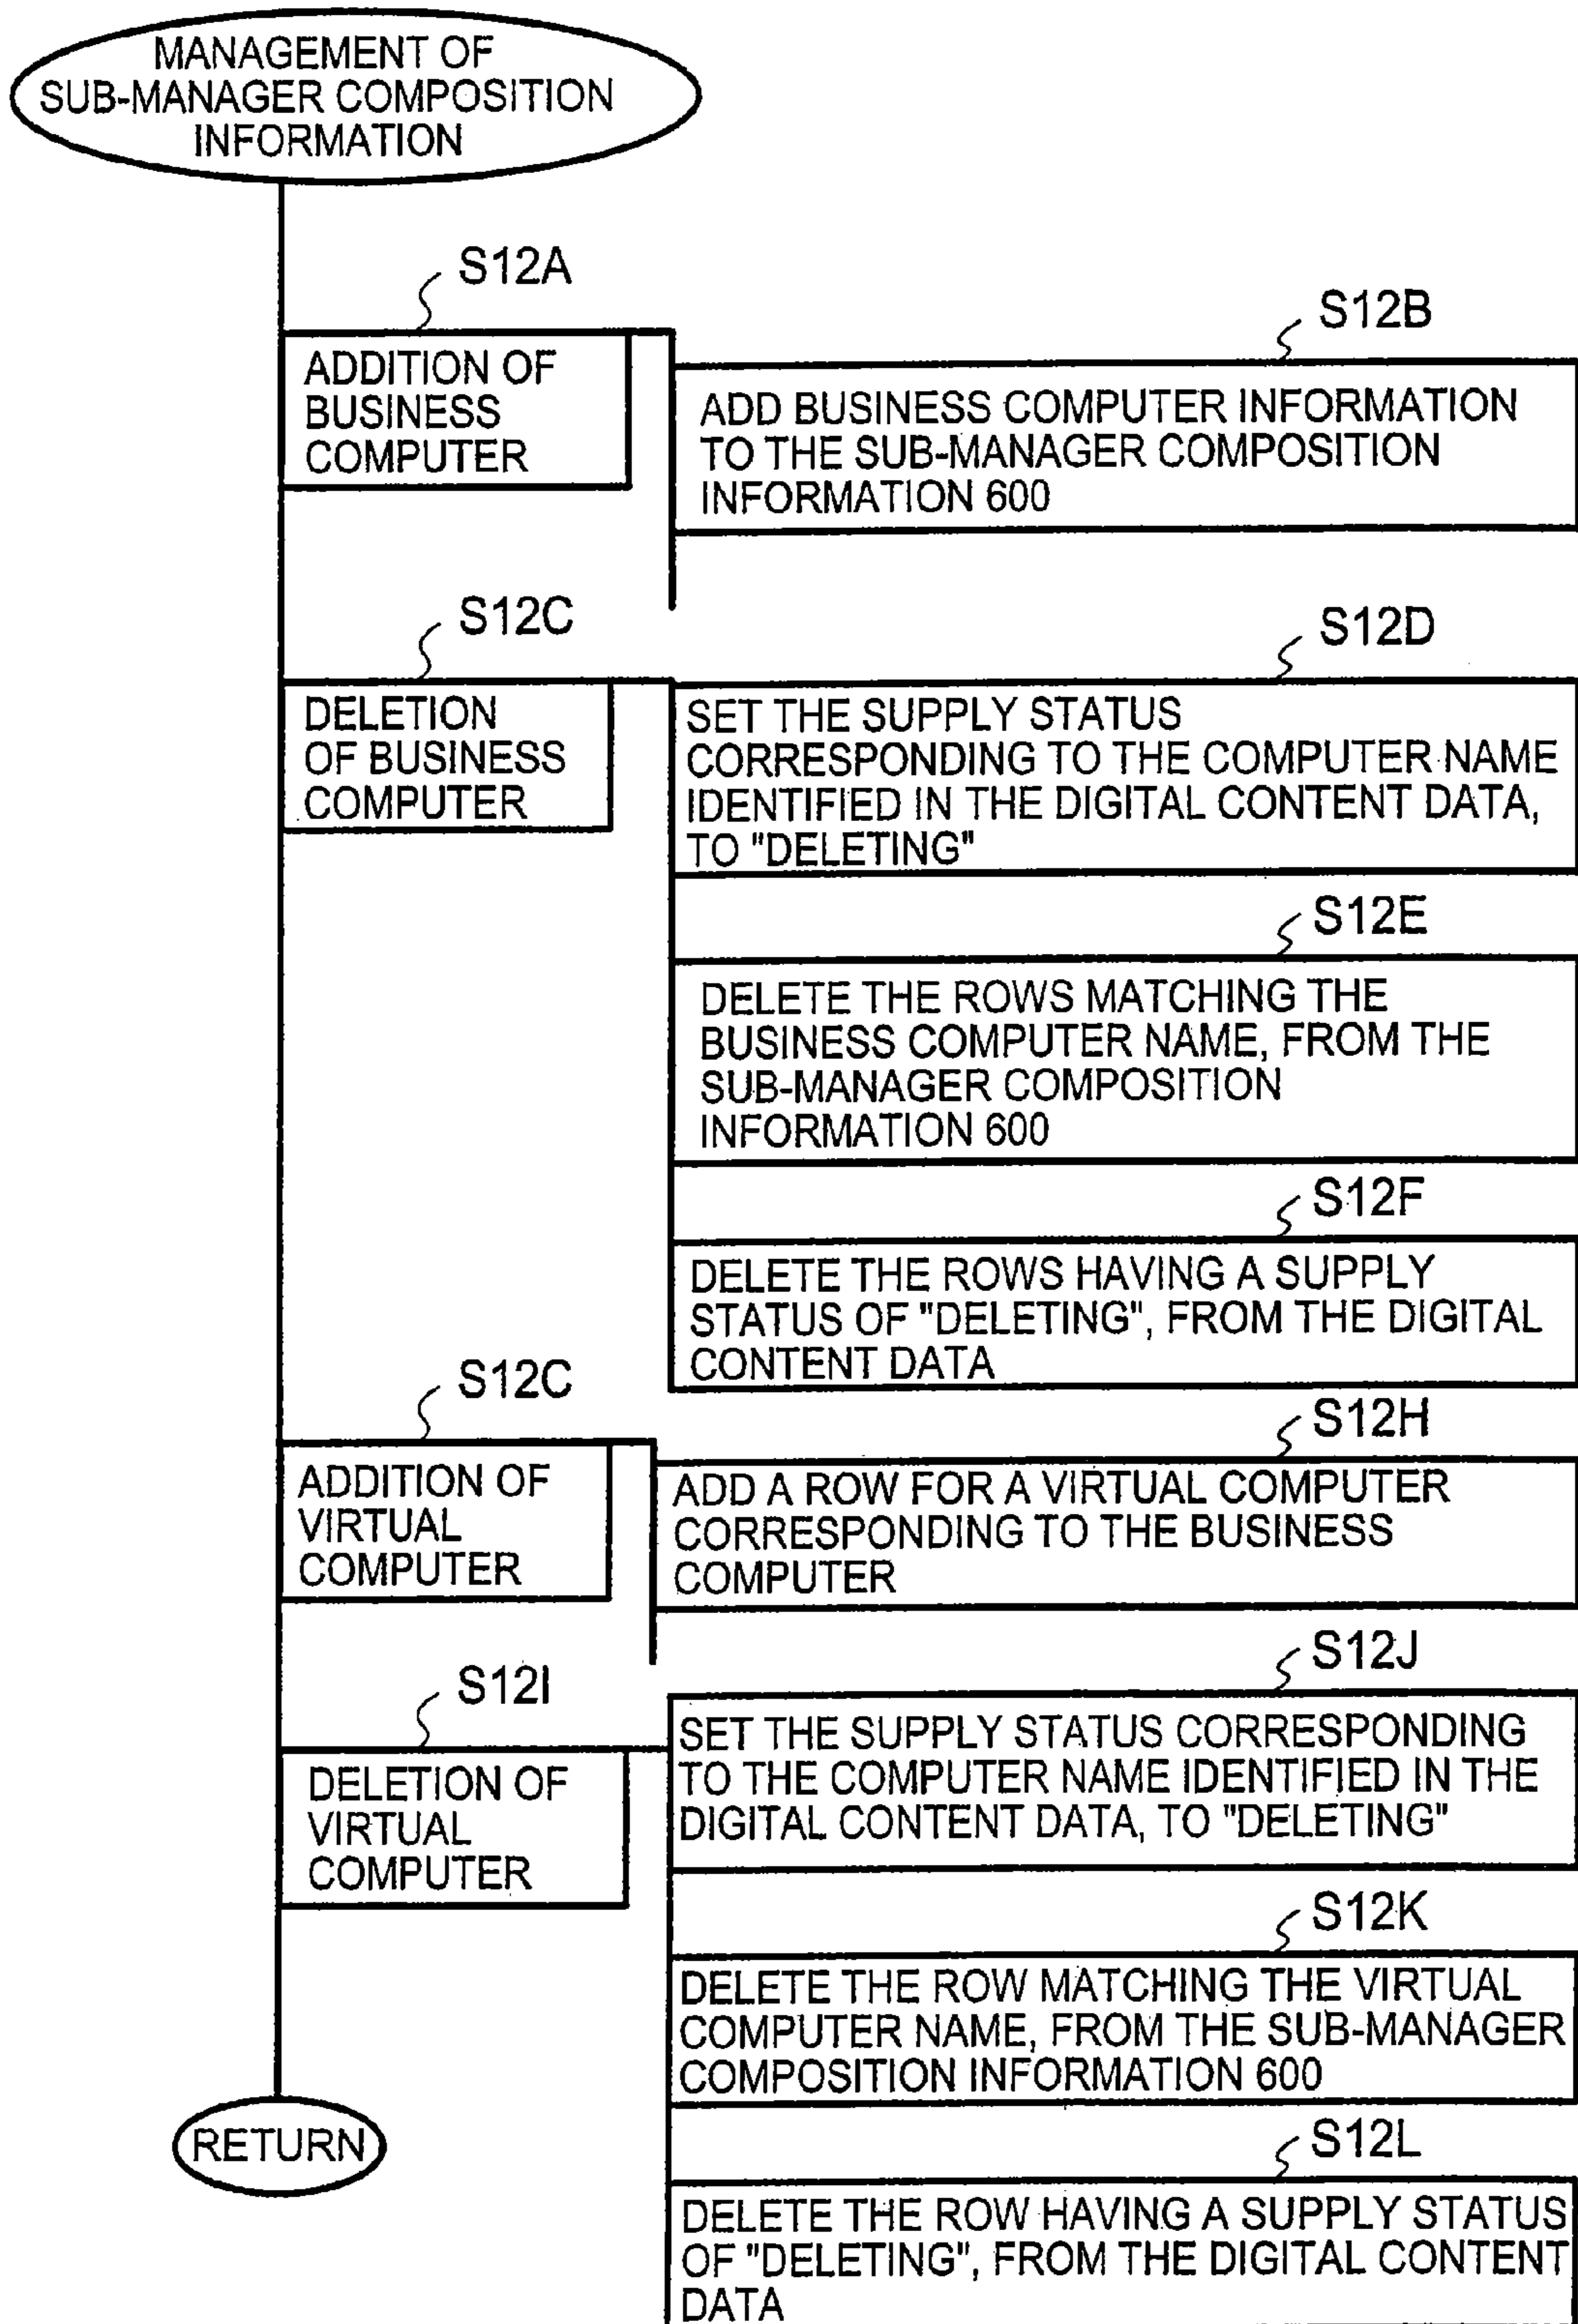 MANAGEMENT OF
SUB-MANAGER COMPOSITION
INFORMATION
S12A
ADDITION OF
BUSINESS
COMPUTER
S12B
ADD BUSINESS COMPUTER INFORMATION
TO THE SUB-MANAGER COMPOSITION
INFORMATION 600
S12C
DELETION
OF BUSINESS
COMPUTER
S12D
SET THE SUPPLY STATUS
CORRESPONDING TO THE COMPUTER NAME
IDENTIFIED IN THE DIGITAL CONTENT DATA,
TO "DELETING"
S12E
DELETE THE ROWS MATCHING THE
BUSINESS COMPUTER NAME, FROM THE
SUB-MANAGER COMPOSITION
INFORMATION 600
S12F
DELETE THE ROWS HAVING A SUPPLY
STATUS OF "DELETING", FROM THE DIGITAL
CONTENT DATA
S12C
ADDITION OF
VIRTUAL
COMPUTER
S12H
ADD A ROW FOR A VIRTUAL COMPUTER
CORRESPONDING TO THE BUSINESS
COMPUTER
S12I
DELETION OF
VIRTUAL
COMPUTER
S12J
SET THE SUPPLY STATUS CORRESPONDING
TO THE COMPUTER NAME IDENTIFIED IN THE
DIGITAL CONTENT DATA, TO "DELETING"
S12K
DELETE THE ROW MATCHING THE VIRTUAL
COMPUTER NAME, FROM THE SUB-MANAGER
COMPOSITION INFORMATION 600
S12L
DELETE THE ROW HAVING A SUPPLY STATUS
OF "DELETING", FROM THE DIGITAL CONTENT
DATA
RETURN